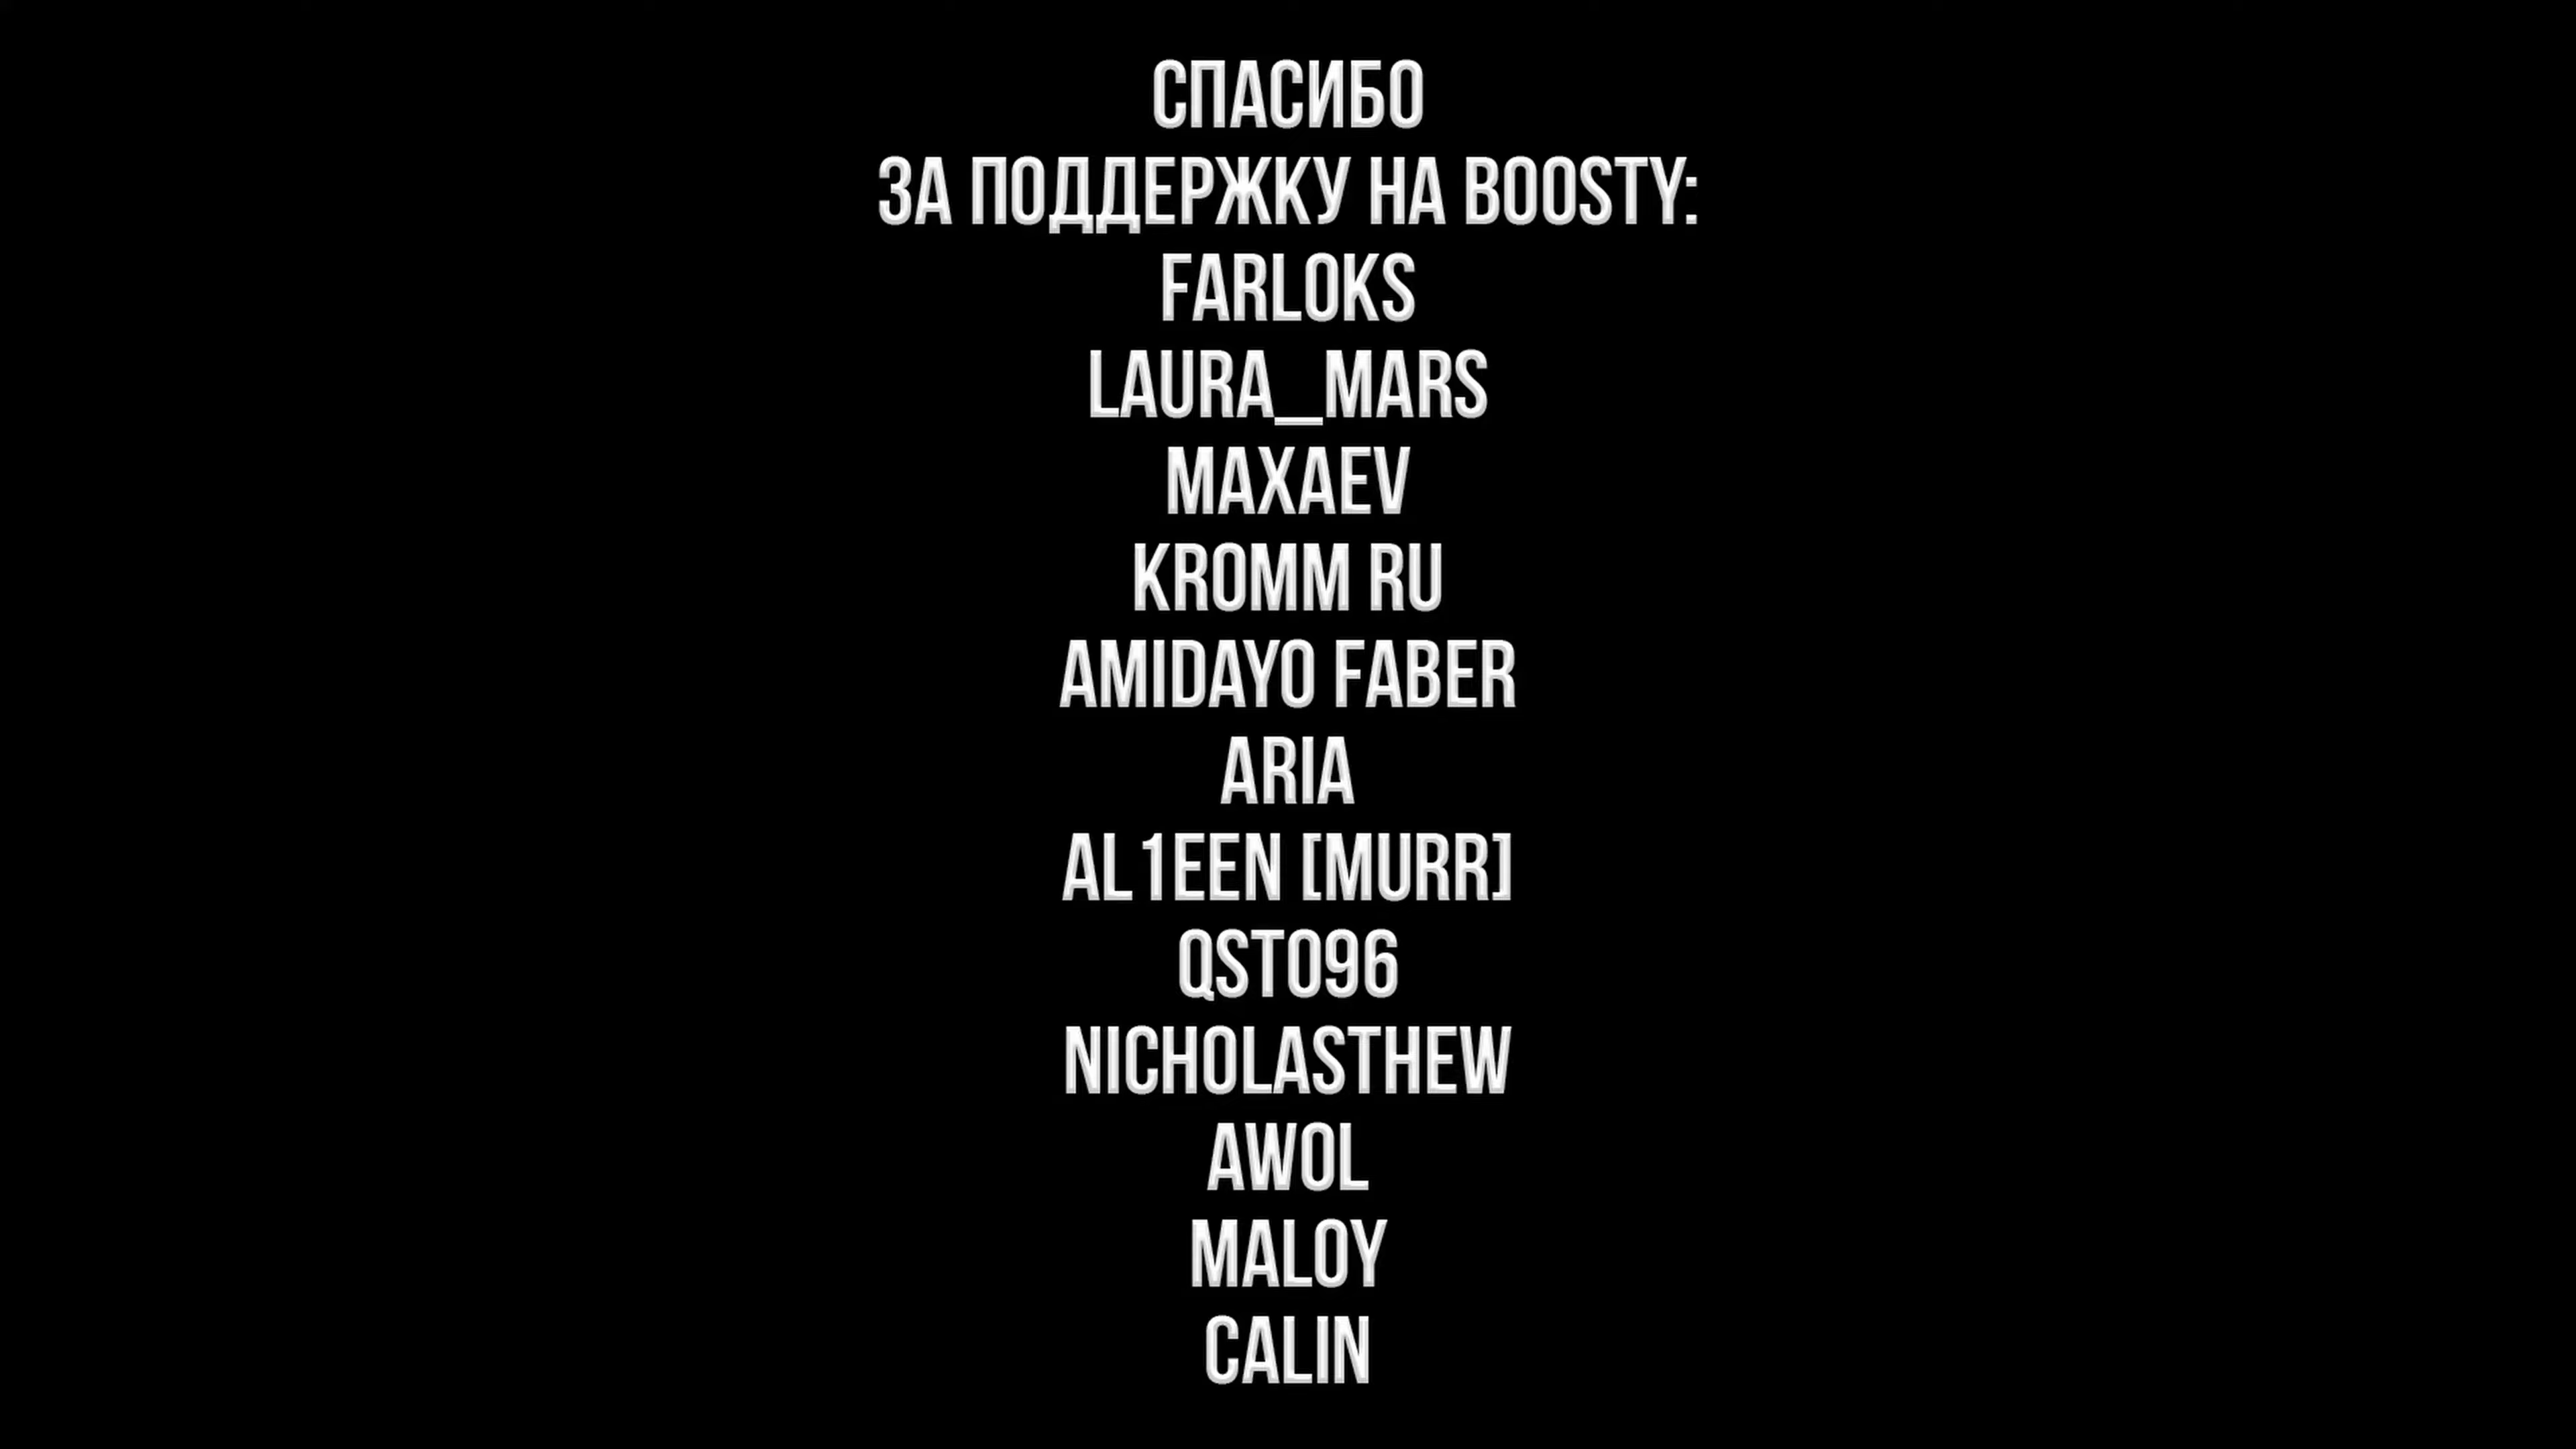 СПАСИБО
ЗА ПОДДЕРЖКУ НА BOOSTY:
FARLOKS
LAURA_MARS
MAXAEV
KROMM RU
AMIDAYO FABER
ARIA
AL1EEN [MURR]
QSTO96
NICHOLASTHEW
AWOL
MALOY
CALIN